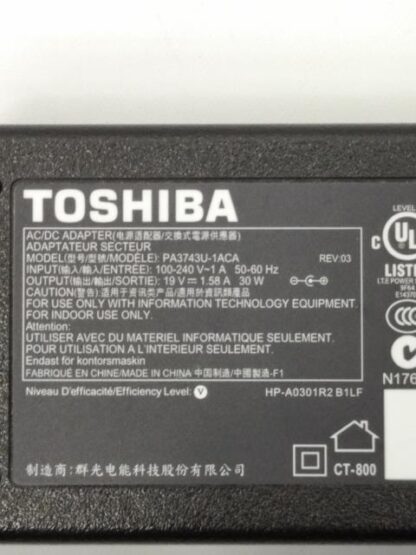 TOSHIBA
AC/DC ADAPTER(电源适配器/交換式電源供應器)
ADAPTATEUR SECTEUR
MODEL(型号/型號/MODÈLE): PA3743U-1ACA REV:03
INPUT(输入/輸入/ENTRÉE): 100-240 V~1 A 50-60 Hz
OUTPUT(输出/輸出/SORTIE): 19 V⎓1.58 A 30 W
CAUTION(警告): 适用于资讯类产品/適用於資訊類產品
FOR USE ONLY WITH INFORMATION TECHNOLOGY EQUIPMENT.
FOR INDOOR USE ONLY.
Attention:
UTILISER AVEC DU MATERIEL INFORMATIQUE SEULEMENT.
POUR UTILISATION A L'INTERIEUR SEULEMENT.
Endast för kontorsmaskin
FABRIQUÉ EN CHINE/MADE IN CHINA 中国制造/中國製造-F1
Niveau D'efficacité/Efficiency Level: V
HP-A0301R2 B1LF
制造商:群光电能科技股份有限公司
CT-800
LEVEL
C UL
LISTE
I.T.E POWER
E1437
CCC
N176